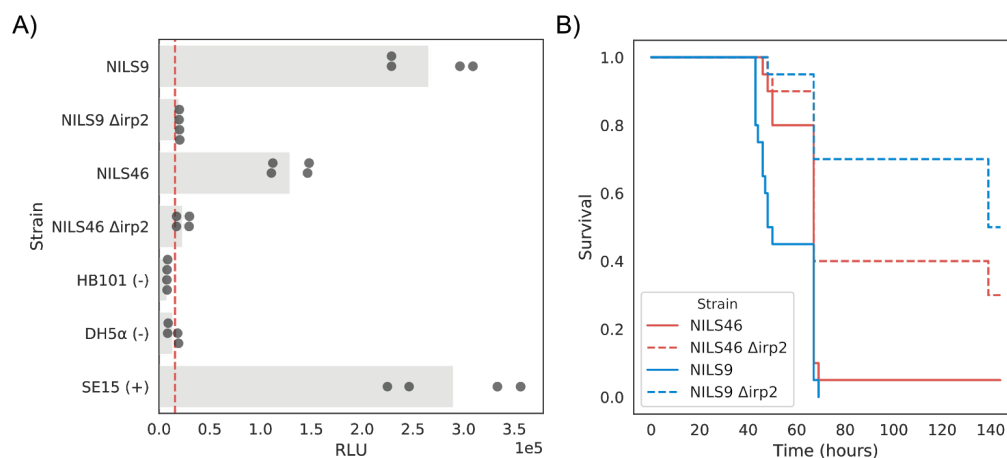 A)
Strain
NILS9
NILS9 Δirp2
NILS46
NILS46 Δirp2
HB101 (-)
DH5α (-)
SE15 (+)
0.0 0.5 1.0 1.5 2.0 2.5 3.0 3.5
RLU
1e5
B)
Survival
1.0
0.8
0.6
0.4
0.2
0.0
Strain
NILS46
NILS46 Δirp2
NILS9
NILS9 Δirp2
0 20 40 60 80 100 120 140
Time (hours)